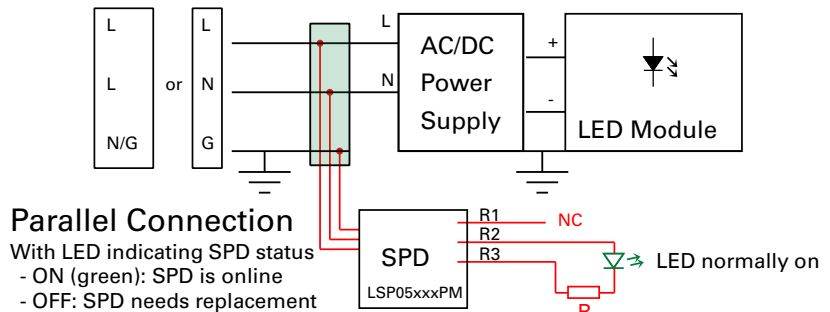 L
L
N/G
or
L
N
G
L
N
AC/DC
Power
Supply
+
-
LED Module
Parallel Connection
With LED indicating SPD status
- ON (green): SPD is online
- OFF: SPD needs replacement
SPD
LSP05xxxPM
R1
R2
R3
NC
LED normally on
R